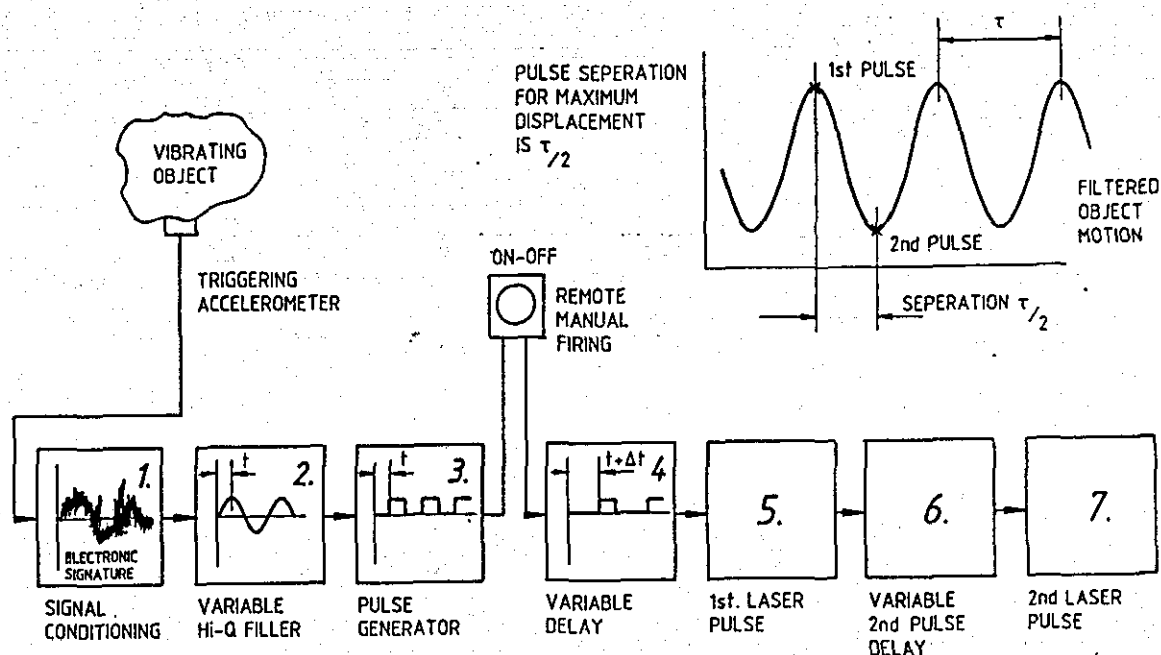 PULSE SEPERATION
FOR MAXIMUM
DISPLACEMENT
IS τ/2
τ
1st PULSE
2nd PULSE
FILTERED
OBJECT
MOTION
SEPERATION τ/2
VIBRATING
OBJECT
TRIGGERING
ACCELEROMETER
ON-OFF
REMOTE
MANUAL
FIRING
1.
ELECTRONIC
SIGNATURE
t
2.
t
3.
t+Δt
4
5.
6.
7.
SIGNAL
CONDITIONING
VARIABLE
Hi-Q FILLER
PULSE
GENERATOR
VARIABLE
DELAY
1st. LASER
PULSE
VARIABLE
2nd PULSE
DELAY
2nd LASER
PULSE